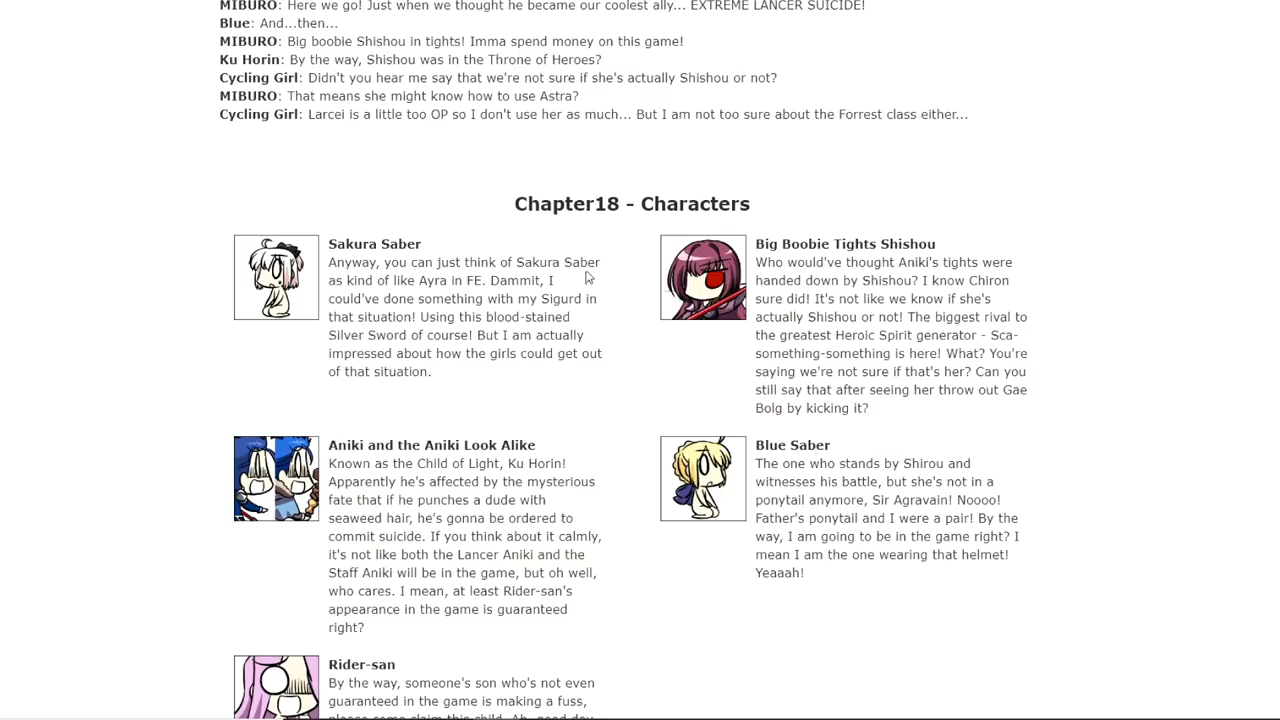 MIBURO: Here we go! Just when we thought he became our coolest ally... EXTREME LANCER SUICIDE!
Blue: And...then...
MIBURO: Big boobie Shishou in tights! Imma spend money on this game!
Ku Horin: By the way, Shishou was in the Throne of Heroes?
Cycling Girl: Didn't you hear me say that we're not sure if she's actually Shishou or not?
MIBURO: That means she might know how to use Astra?
Cycling Girl: Larcei is a little too OP so I don't use her as much... But I am not too sure about the Forrest class either...
Chapter18 - Characters
Sakura Saber
Anyway, you can just think of Sakura Saber
as kind of like Ayra in FE. Dammit, I
could've done something with my Sigurd in
that situation! Using this blood-stained
Silver Sword of course! But I am actually
impressed about how the girls could get out
of that situation.
Big Boobie Tights Shishou
Who would've thought Aniki's tights were
handed down by Shishou? I know Chiron
sure did! It's not like we know if she's
actually Shishou or not! The biggest rival to
the greatest Heroic Spirit generator - Sca-
something-something is here! What? You're
saying we're not sure if that's her? Can you
still say that after seeing her throw out Gae
Bolg by kicking it?
Aniki and the Aniki Look Alike
Known as the Child of Light, Ku Horin!
Apparently he's affected by the mysterious
fate that if he punches a dude with
seaweed hair, he's gonna be ordered to
commit suicide. If you think about it calmly,
it's not like both the Lancer Aniki and the
Staff Aniki will be in the game, but oh well,
who cares. I mean, at least Rider-san's
appearance in the game is guaranteed
right?
Blue Saber
The one who stands by Shirou and
witnesses his battle, but she's not in a
ponytail anymore, Sir Agravain! Noooo!
Father's ponytail and I were a pair! By the
way, I am going to be in the game right? I
mean I am the one wearing that helmet!
Yeaaah!
Rider-san
By the way, someone's son who's not even
guaranteed in the game is making a fuss,
please come claim this child. Ah, good day